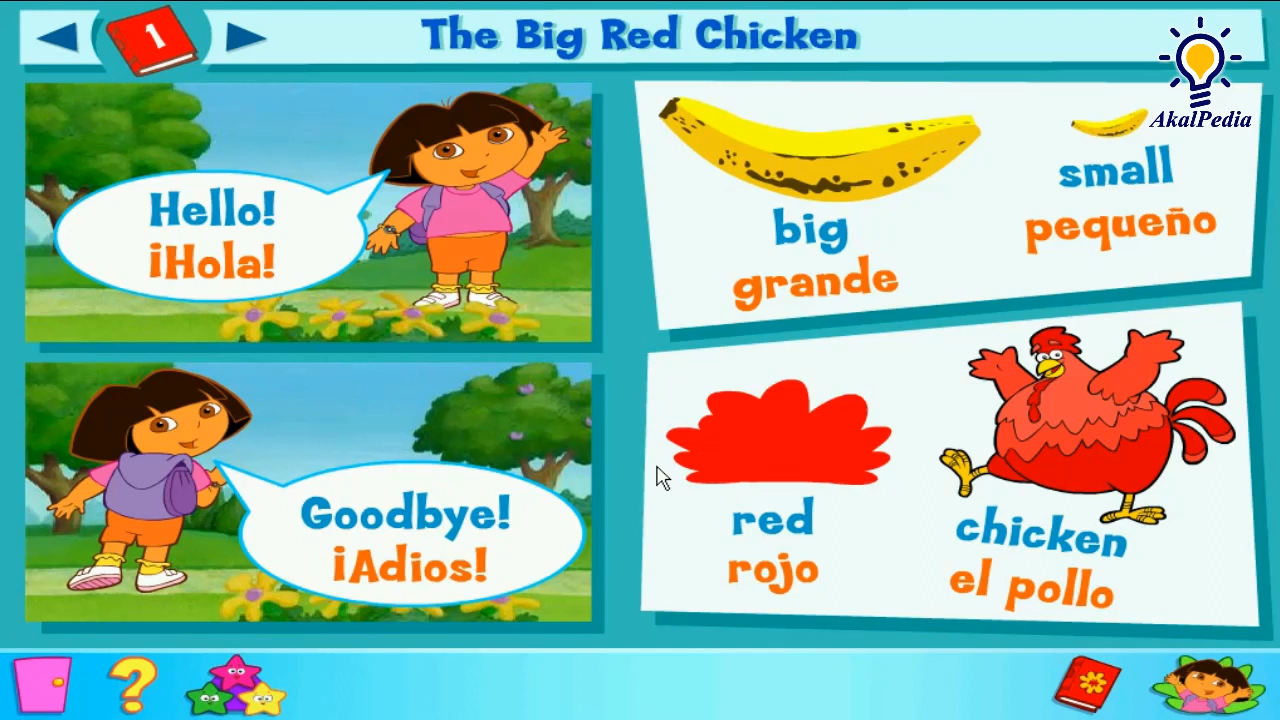 1
The Big Red Chicken
AkalPedia
Hello!
¡Hola!
big
grande
small
pequeño
Goodbye!
¡Adios!
red
rojo
chicken
el pollo
?